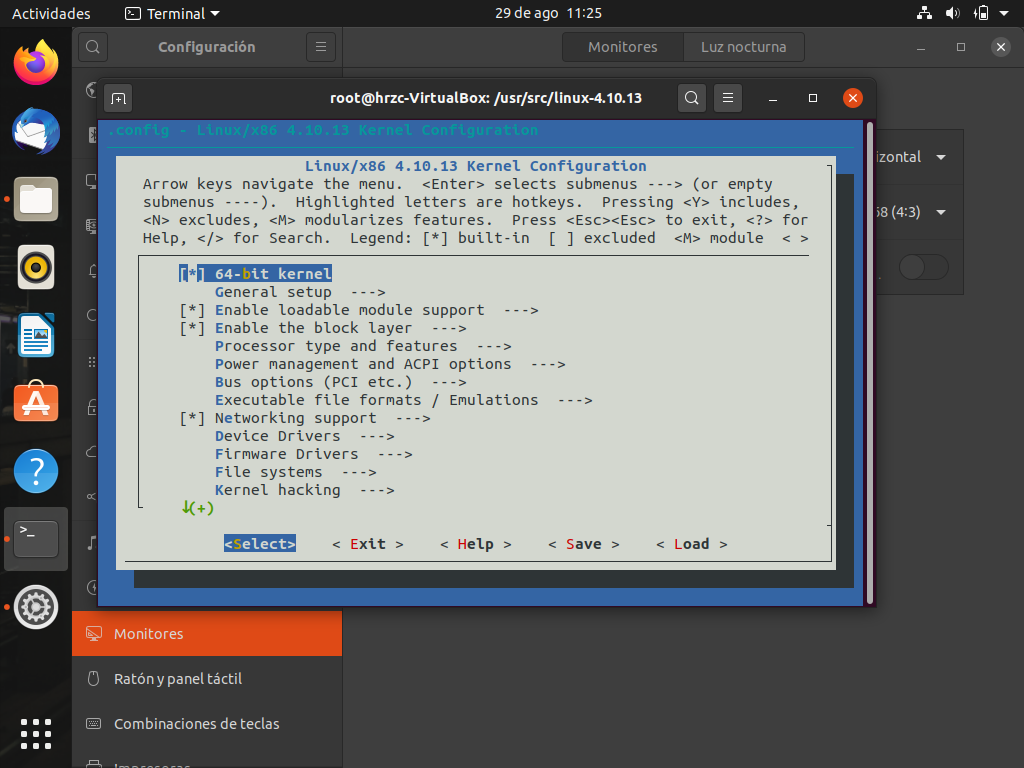 Actividades
Terminal
29 de ago 11:25
Configuración
Monitores
Luz nocturna
root@hrzc-VirtualBox: /usr/src/linux-4.10.13
.config - Linux/x86 4.10.13 Kernel Configuration
Linux/x86 4.10.13 Kernel Configuration
Arrow keys navigate the menu.  <Enter> selects submenus ---> (or empty
submenus ----).  Highlighted letters are hotkeys.  Pressing <Y> includes,
<N> excludes, <M> modularizes features.  Press <Esc><Esc> to exit, <?> for
Help, </> for Search.  Legend: [*] built-in  [ ] excluded  <M> module  < >
[*] 64-bit kernel
General setup  --->
[*] Enable loadable module support  --->
[*] Enable the block layer  --->
Processor type and features  --->
Power management and ACPI options  --->
Bus options (PCI etc.)  --->
Executable file formats / Emulations  --->
[*] Networking support  --->
Device Drivers  --->
Firmware Drivers  --->
File systems  --->
Kernel hacking  --->
↓(+)
<Select>    < Exit >    < Help >    < Save >    < Load >
izontal
68 (4:3)
Monitores
Ratón y panel táctil
Combinaciones de teclas